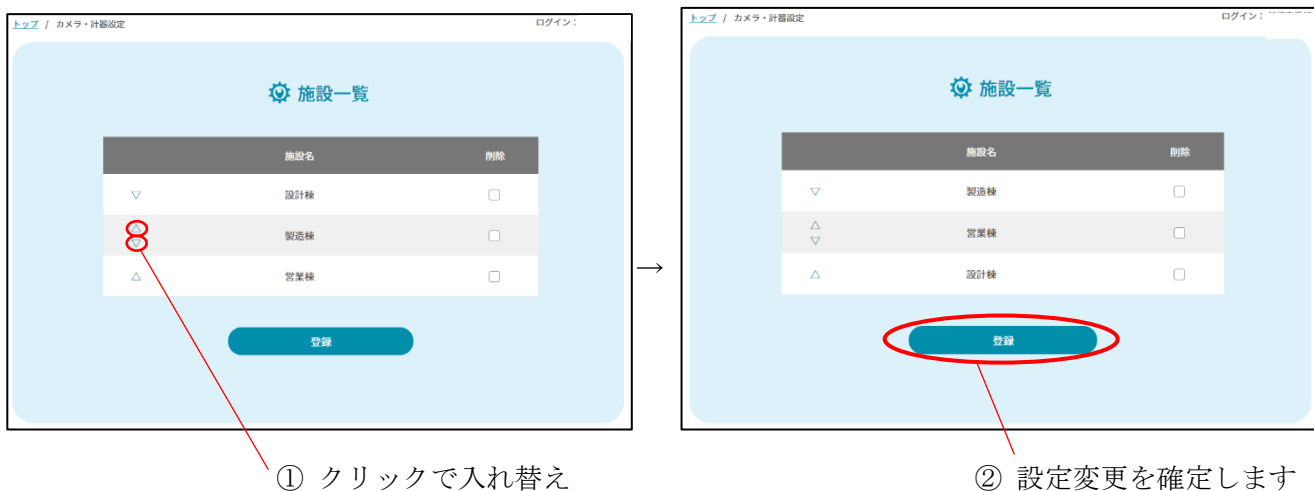 トップ / カメラ・計器設定
ログイン：
施設一覧
施設名 削除
▽ 設計棟
△
▽ 製造棟
△ 営業棟
登録
① クリックで入れ替え
→
トップ / カメラ・計器設定
ログイン：
施設一覧
施設名 削除
▽ 製造棟
△
▽ 営業棟
△ 設計棟
登録
② 設定変更を確定します